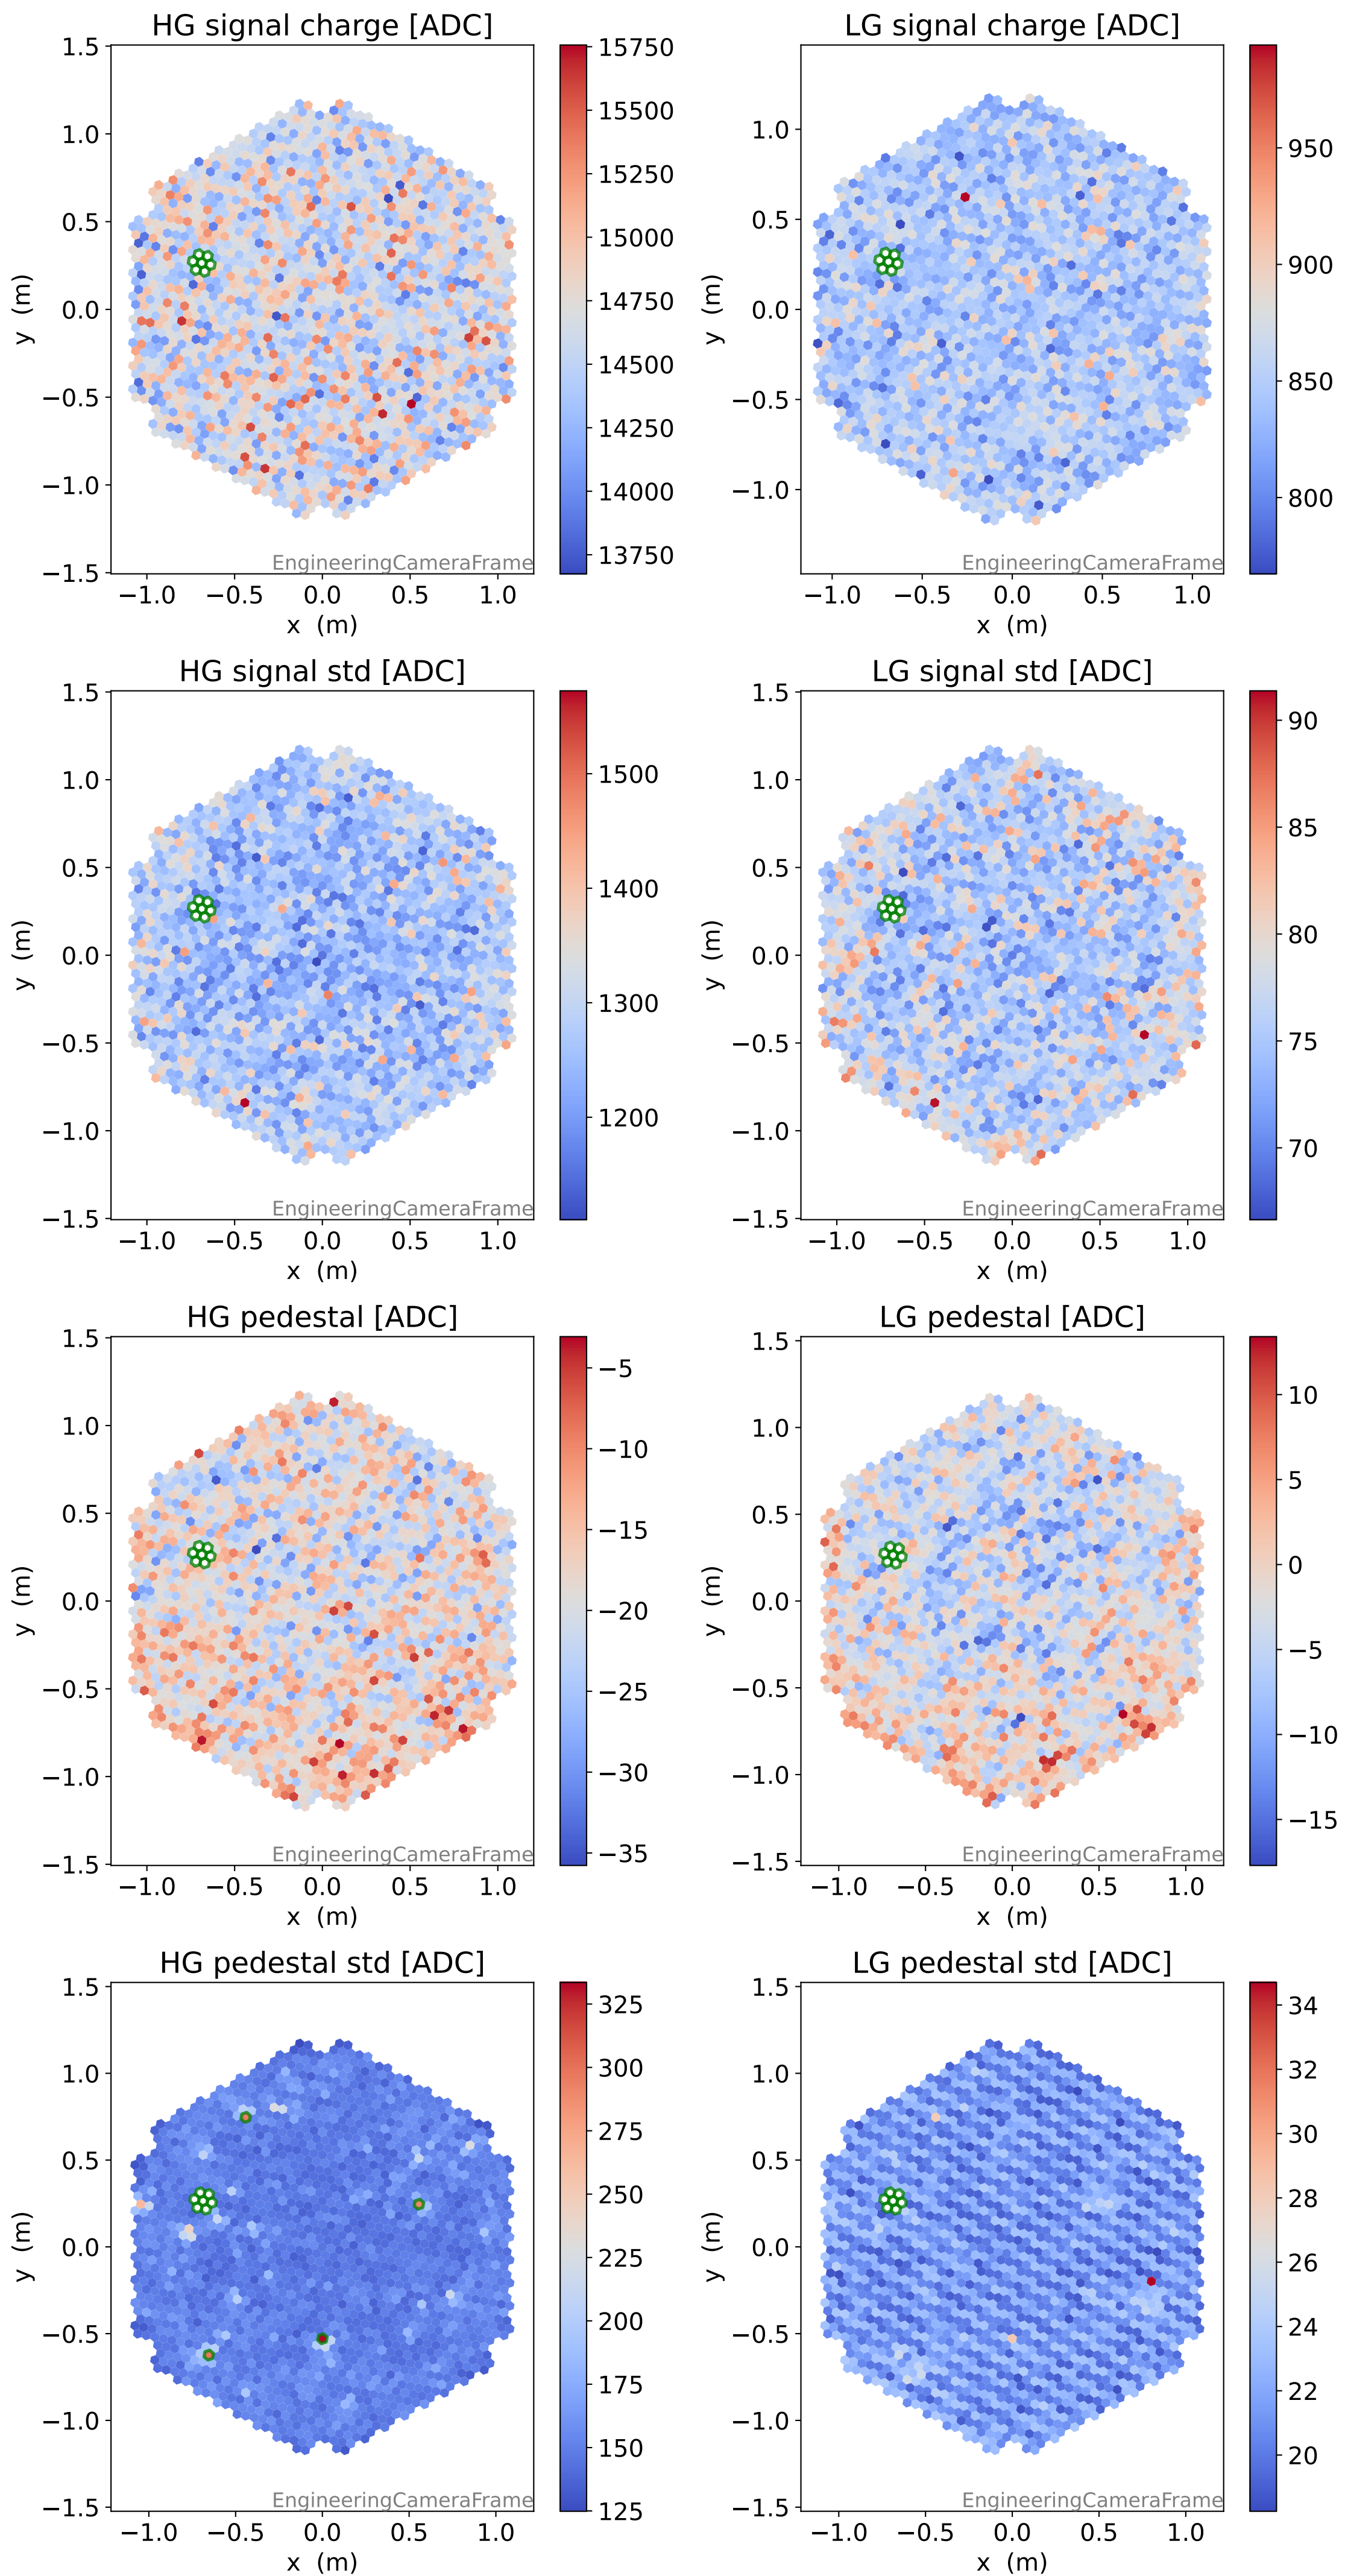 HG signal charge [ADC]
1.5
1.0
0.5
0.0
−0.5
−1.0
−1.5
y (m)
−1.0 −0.5 0.0 0.5 1.0
x (m)
EngineeringCameraFrame
15750
15500
15250
15000
14750
14500
14250
14000
13750
LG signal charge [ADC]
1.0
0.5
0.0
−0.5
−1.0
y (m)
−1.0 −0.5 0.0 0.5 1.0
x (m)
EngineeringCameraFrame
950
900
850
800
HG signal std [ADC]
1.5
1.0
0.5
0.0
−0.5
−1.0
−1.5
y (m)
−1.0 −0.5 0.0 0.5 1.0
x (m)
EngineeringCameraFrame
1500
1400
1300
1200
LG signal std [ADC]
1.5
1.0
0.5
0.0
−0.5
−1.0
−1.5
y (m)
−1.0 −0.5 0.0 0.5 1.0
x (m)
EngineeringCameraFrame
90
85
80
75
70
HG pedestal [ADC]
1.5
1.0
0.5
0.0
−0.5
−1.0
−1.5
y (m)
−1.0 −0.5 0.0 0.5 1.0
x (m)
EngineeringCameraFrame
−5
−10
−15
−20
−25
−30
−35
LG pedestal [ADC]
1.5
1.0
0.5
0.0
−0.5
−1.0
−1.5
y (m)
−1.0 −0.5 0.0 0.5 1.0
x (m)
EngineeringCameraFrame
10
5
0
−5
−10
−15
HG pedestal std [ADC]
1.5
1.0
0.5
0.0
−0.5
−1.0
−1.5
y (m)
−1.0 −0.5 0.0 0.5 1.0
x (m)
EngineeringCameraFrame
325
300
275
250
225
200
175
150
125
LG pedestal std [ADC]
1.5
1.0
0.5
0.0
−0.5
−1.0
−1.5
y (m)
−1.0 −0.5 0.0 0.5 1.0
x (m)
EngineeringCameraFrame
34
32
30
28
26
24
22
20